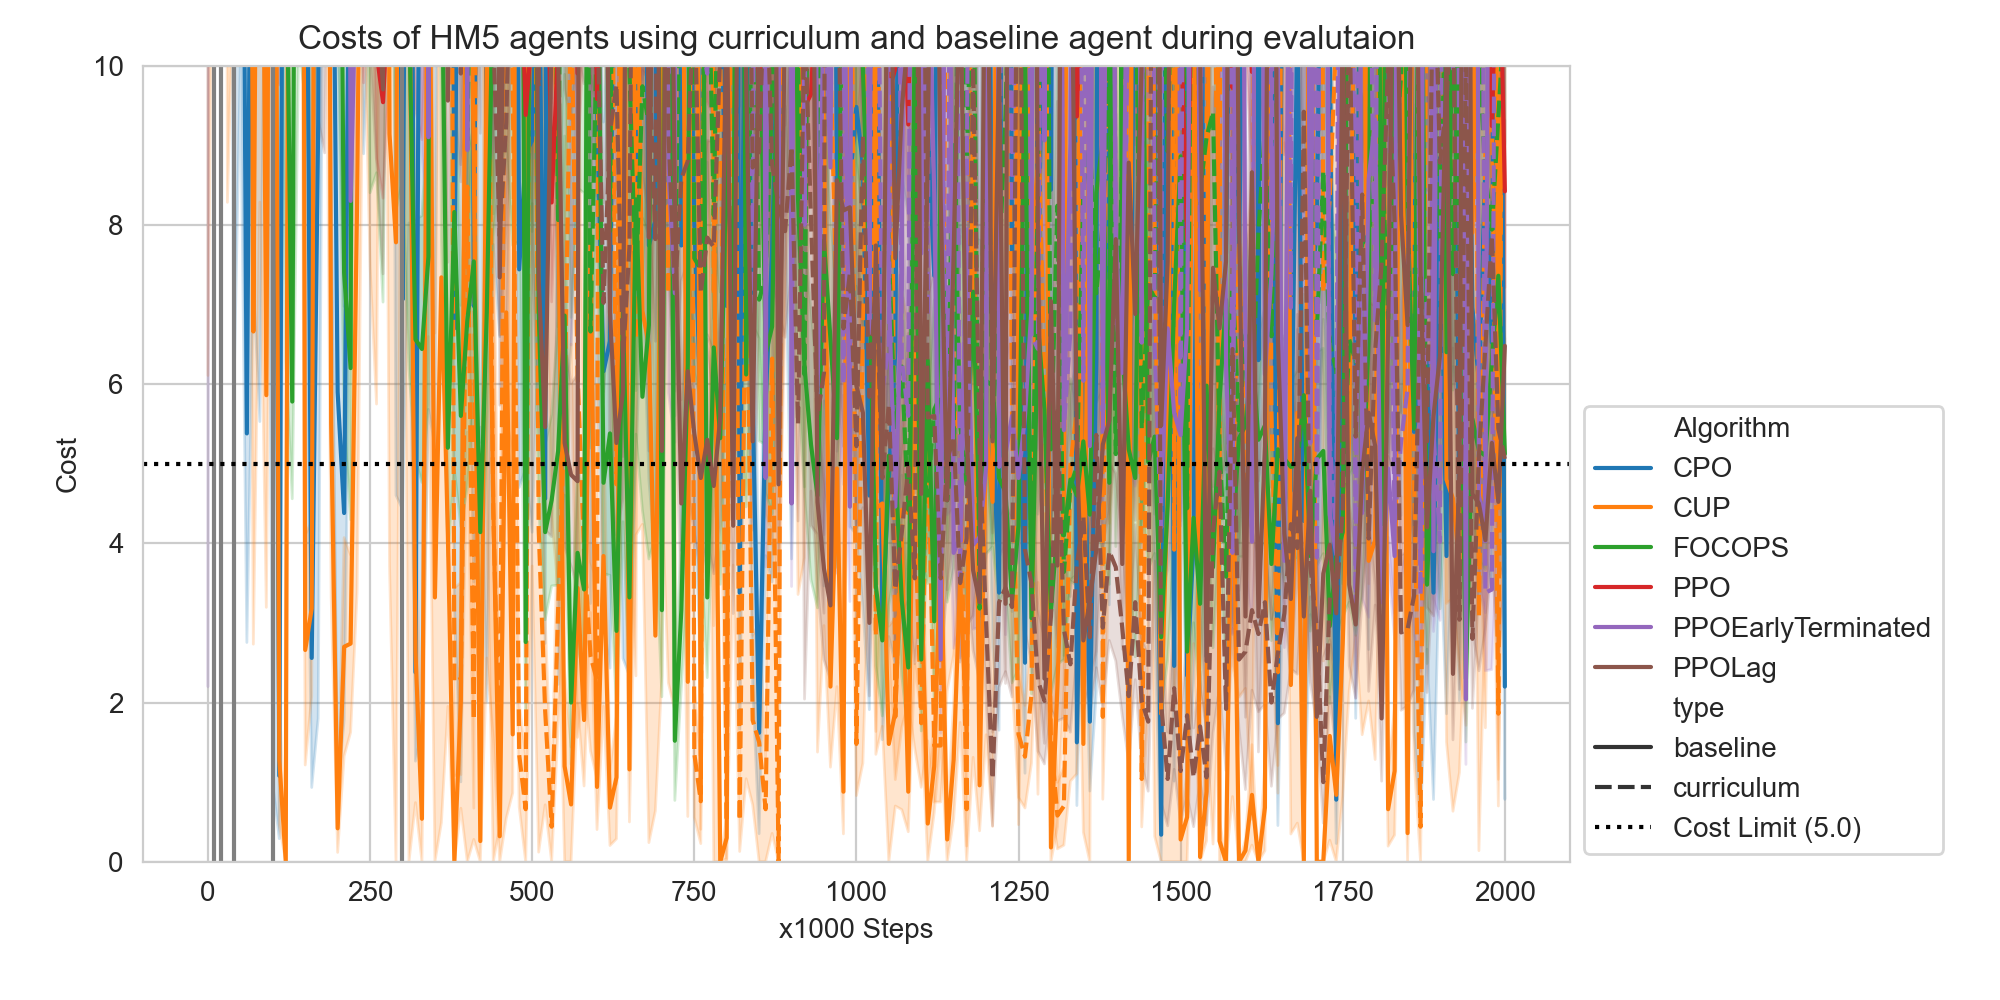 Costs of HM5 agents using curriculum and baseline agent during evalutaion
10
8
6
4
2
0
Cost
0 250 500 750 1000 1250 1500 1750 2000
x1000 Steps
Algorithm
CPO
CUP
FOCOPS
PPO
PPOEarlyTerminated
PPOLag
type
baseline
curriculum
Cost Limit (5.0)